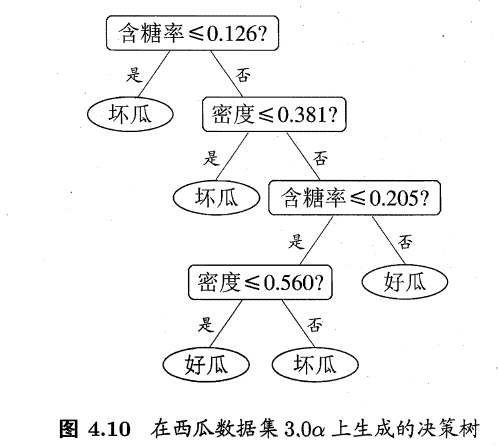 含糖率≤0.126?
是 否
坏瓜 密度≤0.381?
是 否
坏瓜 含糖率≤0.205?
是 否
密度≤0.560? 好瓜
是 否
好瓜 坏瓜
图 4.10 在西瓜数据集 3.0α 上生成的决策树